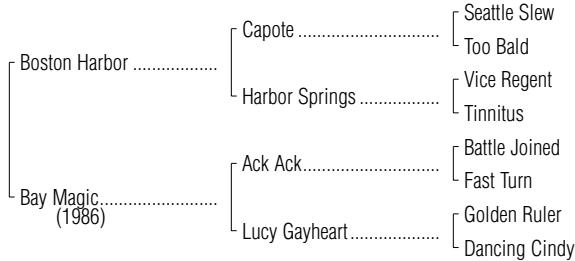 Seattle Slew
Capote ..............................
Too Bald
Boston Harbor ..................
Vice Regent
Harbor Springs .................
Tinnitus
Battle Joined
Ack Ack.............................
Fast Turn
Bay Magic.........................
(1986)
Golden Ruler
Lucy Gayheart...................
Dancing Cindy